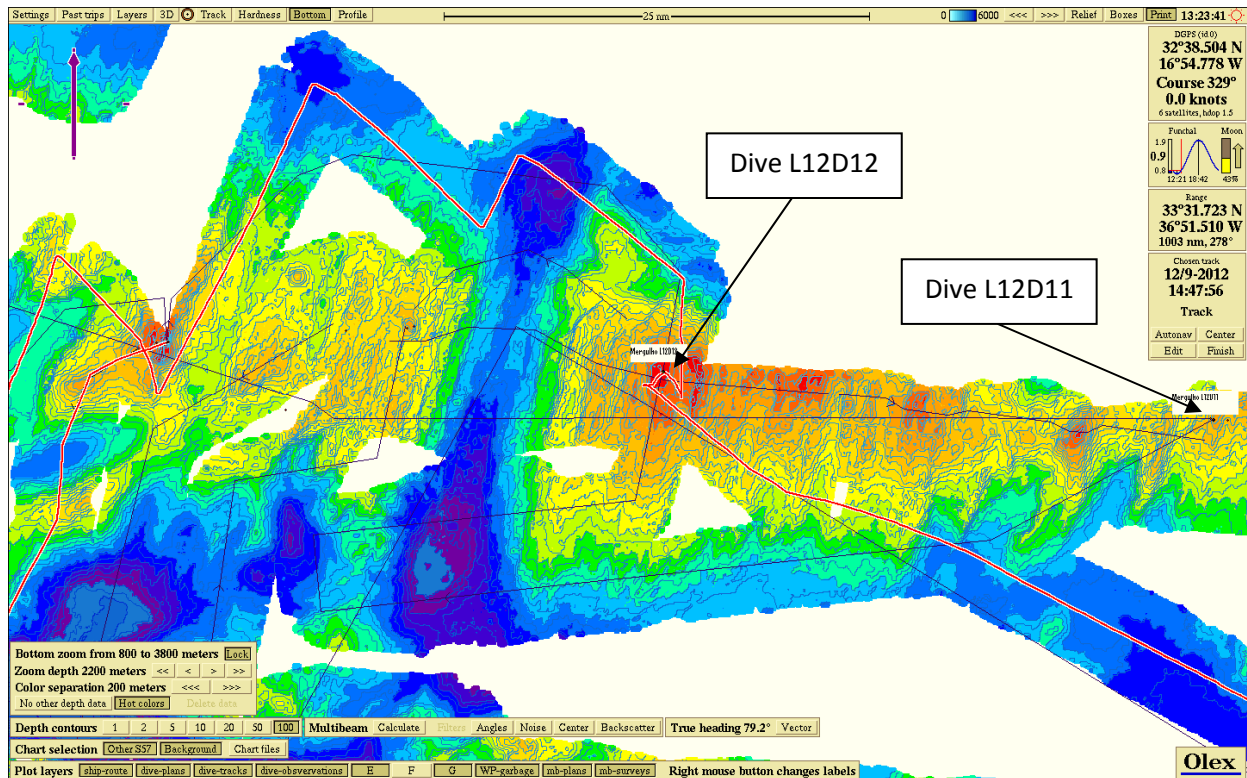 Settings Past trips Layers 3D Track Hardness Bottom Profile 25 nm 0 6000 <<< >>> Relief Boxes Print 13:23:41
DGPS (id 0)
32°38.504 N
16°54.778 W
Course 329°
0.0 knots
6 satellites, hdop 1.5
Funchal Moon
1.9
0.9
0.8
12:21 18:42 43%
Range
33°31.723 N
36°51.510 W
1003 nm, 278°
Chosen track
12/9-2012
14:47:56
Track
Autonav Center
Edit Finish
Dive L12D12
Dive L12D11
Mergulho L12D12
Mergulho L12D11
Bottom zoom from 800 to 3800 meters Lock
Zoom depth 2200 meters << < > >>
Color separation 200 meters <<< >>>
No other depth data Hot colors Delete data
Depth contours 1 2 5 10 20 50 100 Multibeam Calculate Filters Angles Noise Center Backscatter True heading 79.2° Vector
Chart selection Other S57 Background Chart files
Plot layers ship-route dive-plans dive-tracks dive-obsvervations E F G WP-garbage mb-plans mb-surveys Right mouse button changes labels
Olex